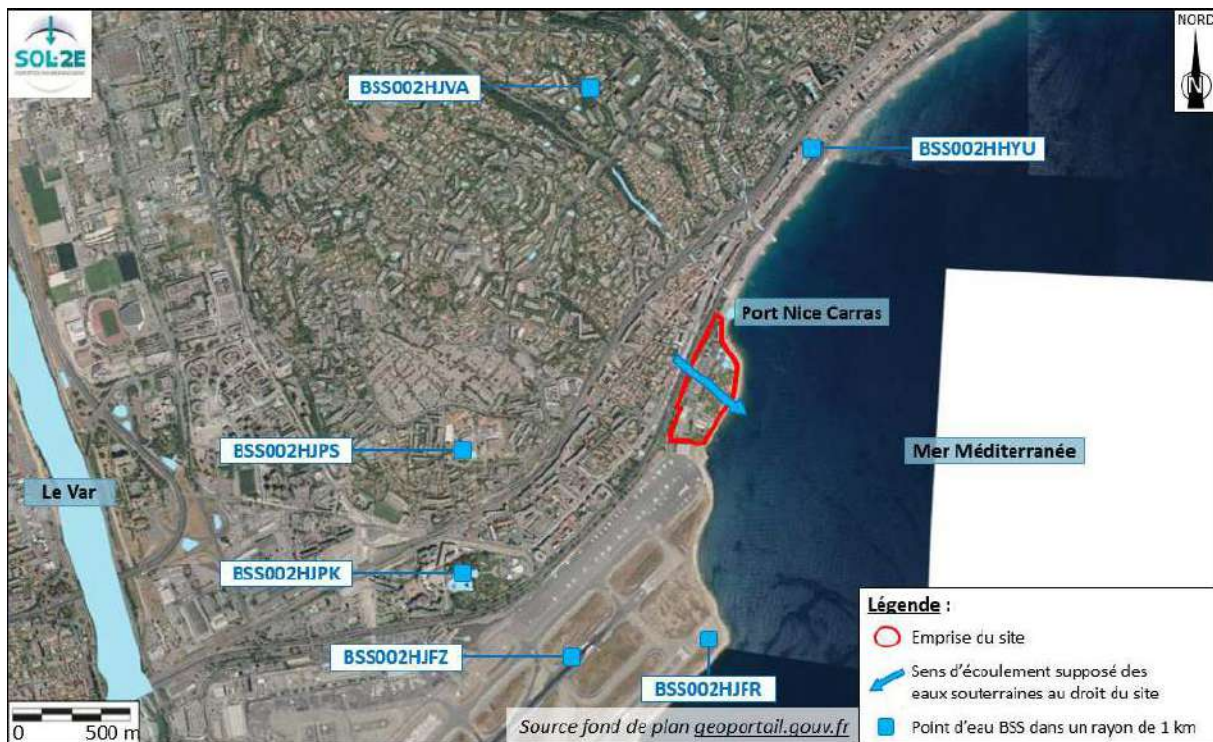 SOL·2E
NORD
N
BSS002HJVA
BSS002HHYU
Port Nice Carras
BSS002HJPS
Mer Méditerranée
Le Var
BSS002HJPK
BSS002HJFZ
BSS002HJFR
Légende :
Emprise du site
Sens d'écoulement supposé des
eaux souterraines au droit du site
Point d'eau BSS dans un rayon de 1 km
0 500 m
Source fond de plan geoportail.gouv.fr